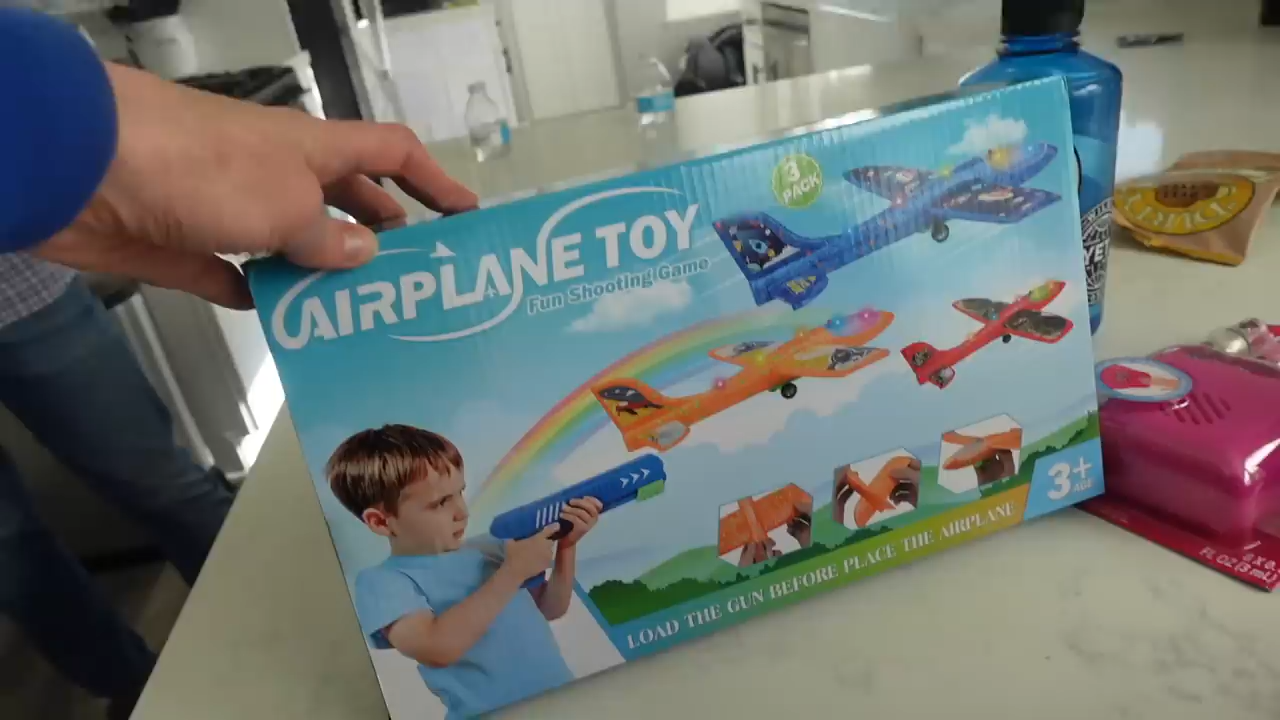 AIRPLANE TOY
Fun Shooting Game
3
PACK
3+
AGE
LOAD THE GUN BEFORE PLACE THE AIRPLANE